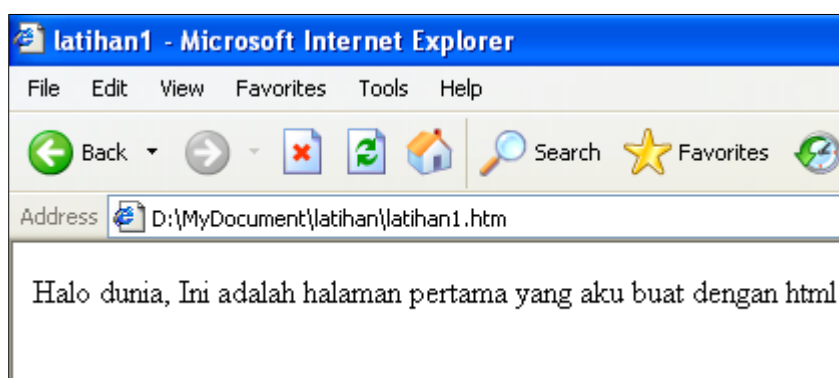 latihan1 - Microsoft Internet Explorer
File Edit View Favorites Tools Help
Back Search Favorites
Address D:\MyDocument\latihan\latihan1.htm
Halo dunia, Ini adalah halaman pertama yang aku buat dengan html